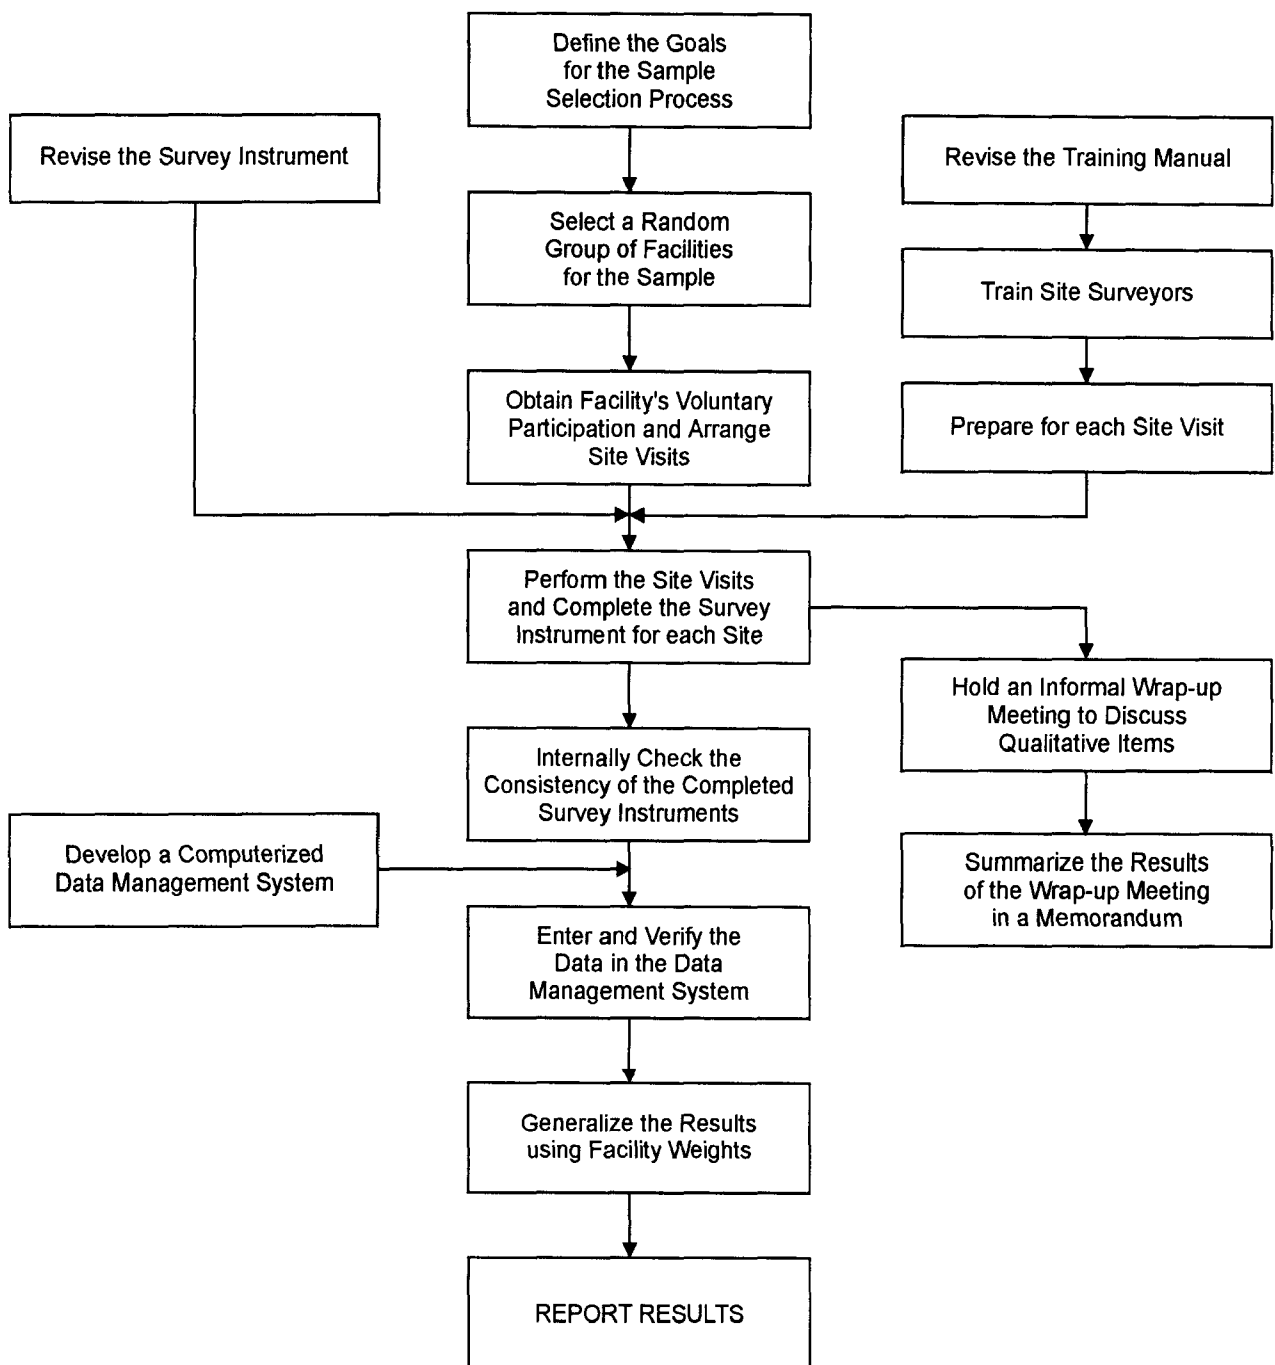 Define the Goals
for the Sample
Selection Process
Revise the Survey Instrument
Revise the Training Manual
Select a Random
Group of Facilities
for the Sample
Train Site Surveyors
Obtain Facility's Voluntary
Participation and Arrange
Site Visits
Prepare for each Site Visit
Perform the Site Visits
and Complete the Survey
Instrument for each Site
Hold an Informal Wrap-up
Meeting to Discuss
Qualitative Items
Internally Check the
Consistency of the Completed
Survey Instruments
Develop a Computerized
Data Management System
Summarize the Results
of the Wrap-up Meeting
in a Memorandum
Enter and Verify the
Data in the Data
Management System
Generalize the Results
using Facility Weights
REPORT RESULTS